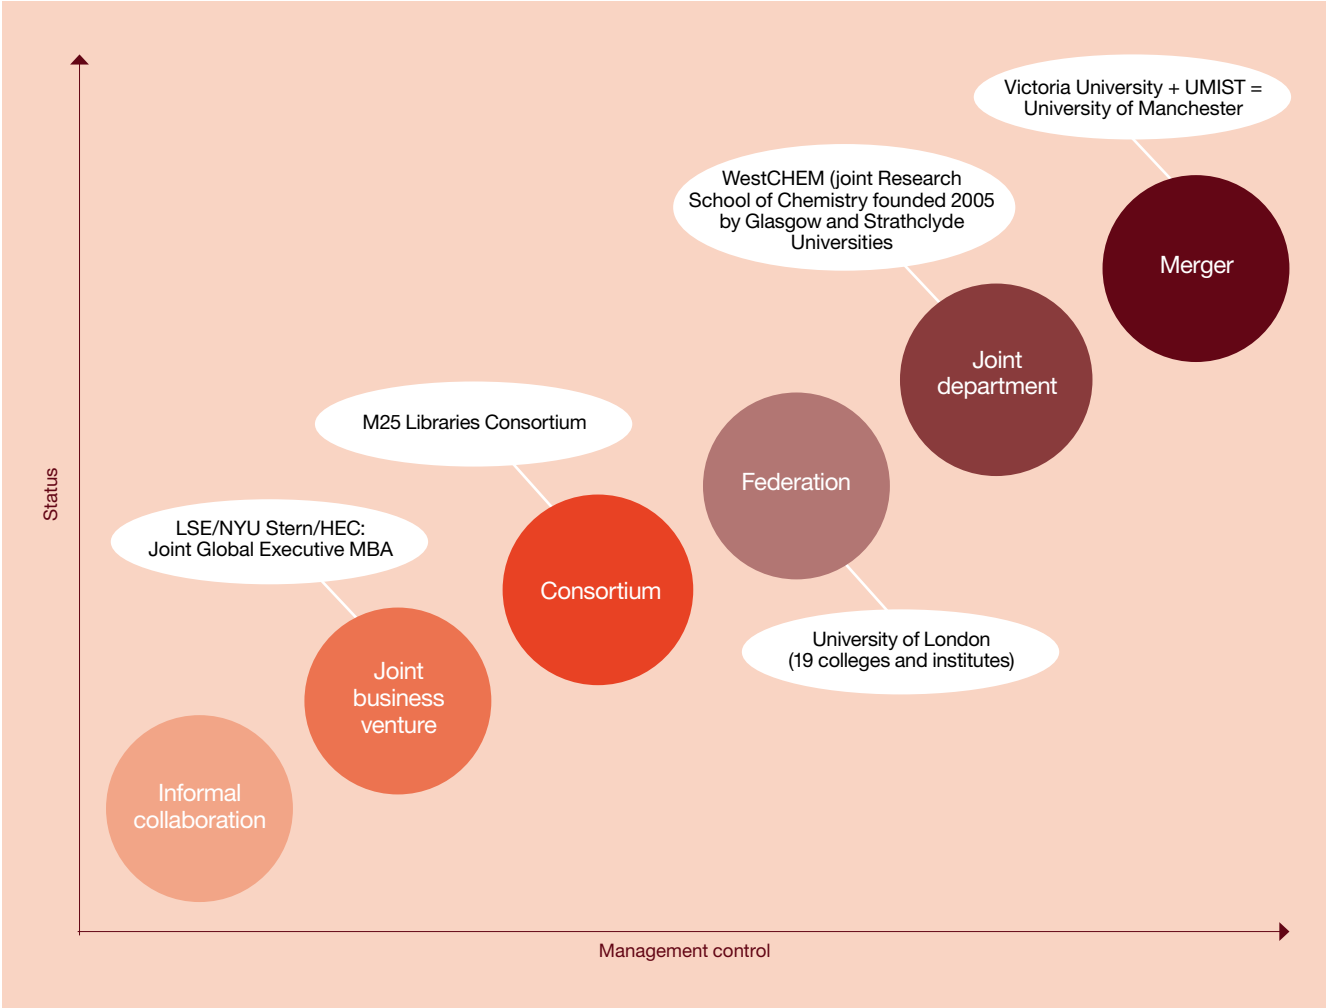 Victoria University + UMIST =
University of Manchester
WestCHEM (joint Research
School of Chemistry founded 2005
by Glasgow and Strathclyde
Universities
Merger
Joint
department
M25 Libraries Consortium
Federation
Status
LSE/NYU Stern/HEC:
Joint Global Executive MBA
Consortium
University of London
(19 colleges and institutes)
Joint
business
venture
Informal
collaboration
Management control